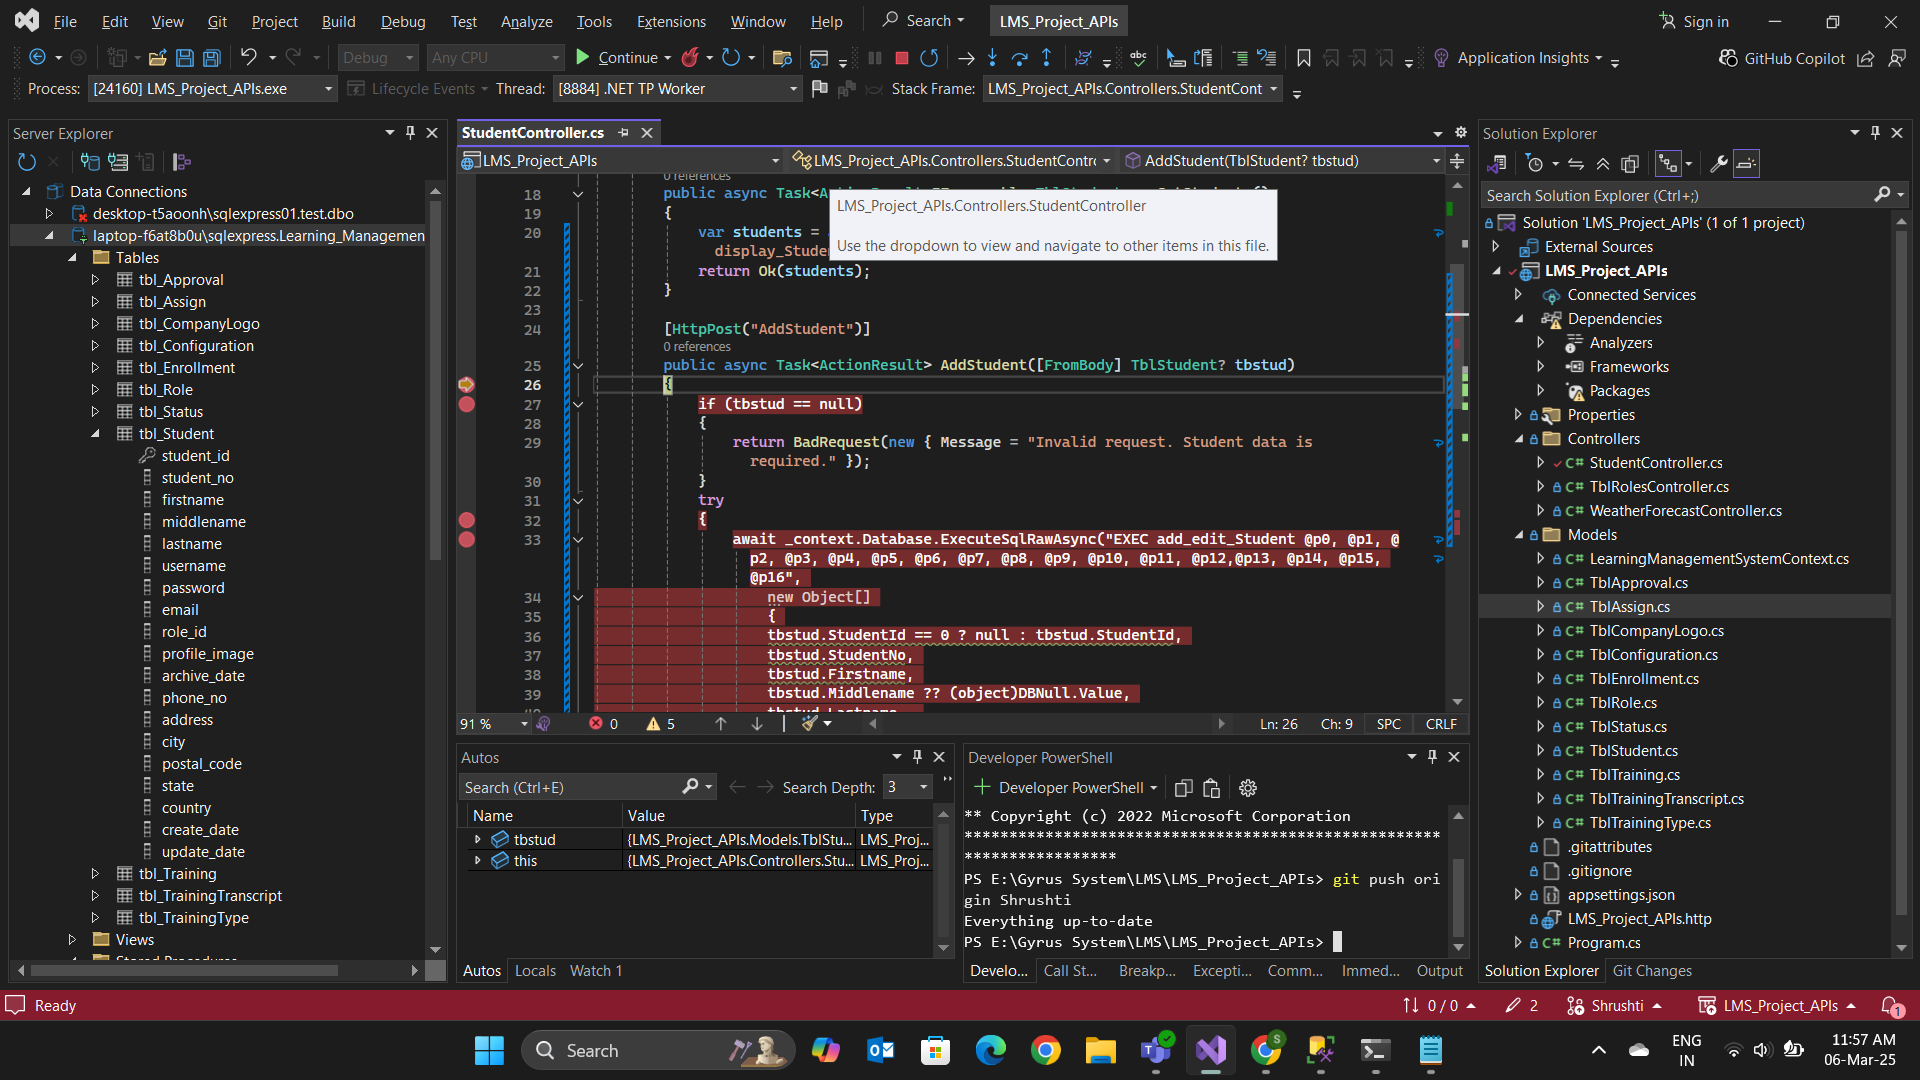 File Edit View Git Project Build Debug Test Analyze Tools Extensions Window Help Search LMS_Project_APIs Sign in
Debug Any CPU Continue Application Insights GitHub Copilot
Process: [24160] LMS_Project_APIs.exe Lifecycle Events Thread: [8884] .NET TP Worker Stack Frame: LMS_Project_APIs.Controllers.StudentCont
Server Explorer
Data Connections
desktop-t5aoonh\sqlexpress01.test.dbo
laptop-f6at8b0u\sqlexpress.Learning_Managemen
Tables
tbl_Approval
tbl_Assign
tbl_CompanyLogo
tbl_Configuration
tbl_Enrollment
tbl_Role
tbl_Status
tbl_Student
student_id
student_no
firstname
middlename
lastname
username
password
email
role_id
profile_image
archive_date
phone_no
address
city
postal_code
state
country
create_date
update_date
tbl_Training
tbl_TrainingTranscript
tbl_TrainingType
Views
StudentController.cs
LMS_Project_APIs LMS_Project_APIs.Controllers.StudentContr AddStudent(TblStudent? tbstud)
0 references
18 public async Task<
LMS_Project_APIs.Controllers.StudentController
Use the dropdown to view and navigate to other items in this file.
19 {
20 var students =
display_Stude
21 return Ok(students);
22 }
23
24 [HttpPost("AddStudent")]
0 references
25 public async Task<ActionResult> AddStudent([FromBody] TblStudent? tbstud)
26 {
27 if (tbstud == null)
28 {
29 return BadRequest(new { Message = "Invalid request. Student data is
required." });
30 }
31 try
32 {
33 await _context.Database.ExecuteSqlRawAsync("EXEC add_edit_Student @p0, @p1, @
p2, @p3, @p4, @p5, @p6, @p7, @p8, @p9, @p10, @p11, @p12,@p13, @p14, @p15,
@p16",
34 new Object[]
35 {
36 tbstud.StudentId == 0 ? null : tbstud.StudentId,
37 tbstud.StudentNo,
38 tbstud.Firstname,
39 tbstud.Middlename ?? (object)DBNull.Value,
91 % 0 5 Ln: 26 Ch: 9 SPC CRLF
Autos
Search (Ctrl+E) Search Depth: 3
Name Value Type
tbstud {LMS_Project_APIs.Models.TblStu... LMS_Proj...
this {LMS_Project_APIs.Controllers.Stu... LMS_Proj...
Autos Locals Watch 1
Developer PowerShell
Developer PowerShell
** Copyright (c) 2022 Microsoft Corporation
*****************************************************
*****************
PS E:\Gyrus System\LMS\LMS_Project_APIs> git push ori
gin Shrushti
Everything up-to-date
PS E:\Gyrus System\LMS\LMS_Project_APIs>
Develo... Call St... Breakp... Excepti... Comm... Immed... Output
Solution Explorer
Search Solution Explorer (Ctrl+;)
Solution 'LMS_Project_APIs' (1 of 1 project)
External Sources
LMS_Project_APIs
Connected Services
Dependencies
Analyzers
Frameworks
Packages
Properties
Controllers
C# StudentController.cs
C# TblRolesController.cs
C# WeatherForecastController.cs
Models
C# LearningManagementSystemContext.cs
C# TblApproval.cs
C# TblAssign.cs
C# TblCompanyLogo.cs
C# TblConfiguration.cs
C# TblEnrollment.cs
C# TblRole.cs
C# TblStatus.cs
C# TblStudent.cs
C# TblTraining.cs
C# TblTrainingTranscript.cs
C# TblTrainingType.cs
.gitattributes
.gitignore
appsettings.json
LMS_Project_APIs.http
C# Program.cs
Solution Explorer Git Changes
Ready 0 / 0 2 Shrushti LMS_Project_APIs 1
Search ENG
IN 11:57 AM
06-Mar-25